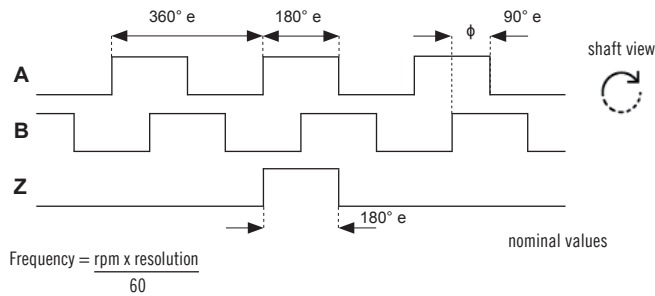 360° e 180° e ϕ 90° e
shaft view
A
B
Z
180° e
nominal values
Frequency = rpm x resolution
60